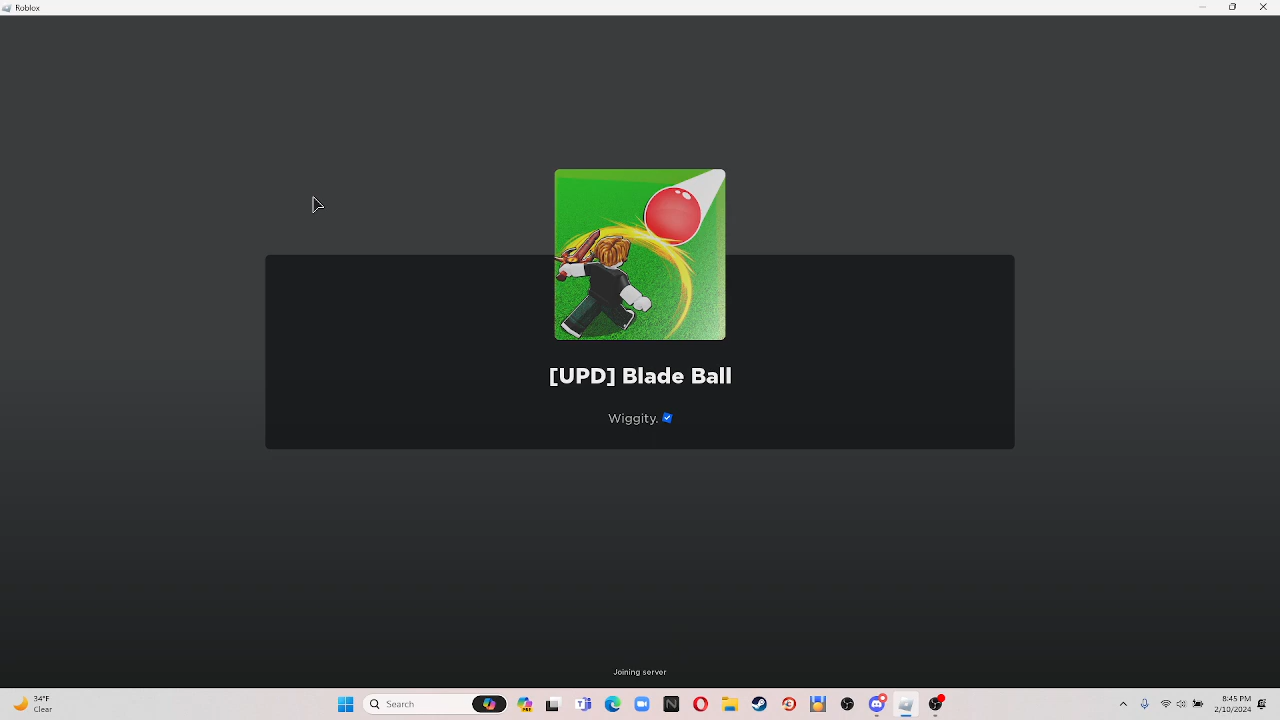 Roblox
[UPD] Blade Ball
Wiggity.
Joining server
34°F
Clear
Search
8:45 PM
2/10/2024